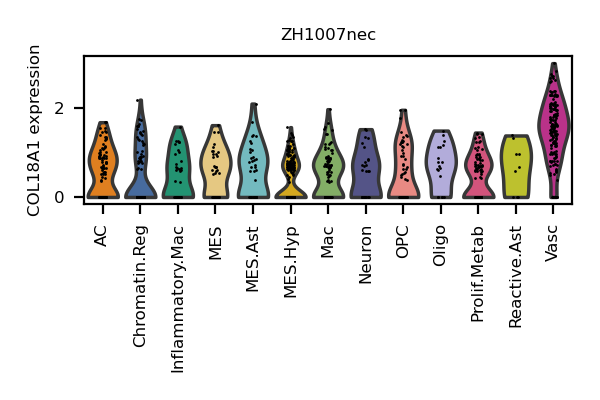 ZH1007nec
COL18A1 expression
2
0
AC
Chromatin.Reg
Inflammatory.Mac
MES
MES.Ast
MES.Hyp
Mac
Neuron
OPC
Oligo
Prolif.Metab
Reactive.Ast
Vasc